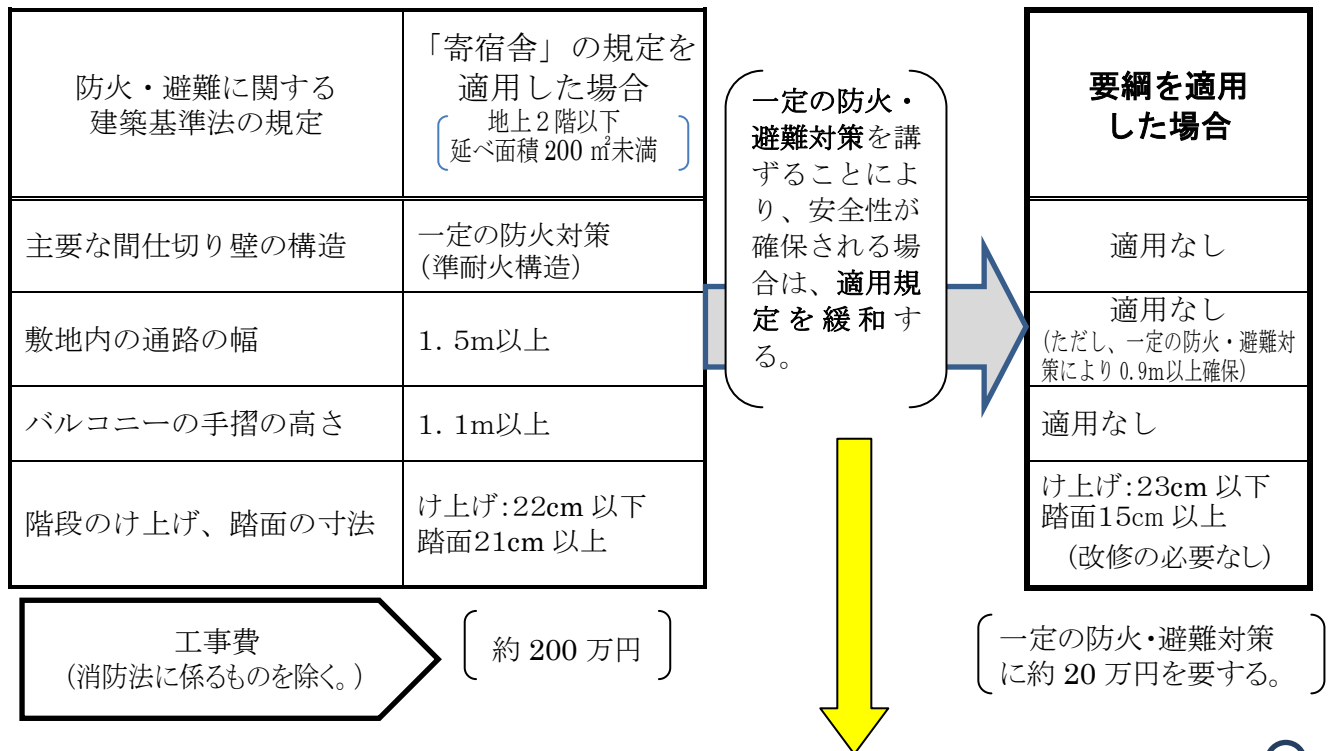 防火・避難に関する
建築基準法の規定
「寄宿舎」の規定を
適用した場合
地上2階以下
延べ面積 200 ㎡未満
主要な間仕切り壁の構造
一定の防火対策
(準耐火構造)
敷地内の通路の幅
1. 5m以上
バルコニーの手摺の高さ
1. 1m以上
階段のけ上げ、踏面の寸法
け上げ:22cm 以下
踏面21cm 以上
一定の防火・
避難対策を講
ずることによ
り、安全性が
確保される場
合は、適用規
定を緩和す
る。
要綱を適用
した場合
適用なし
適用なし
(ただし、一定の防火・避難対
策により 0.9m以上確保)
適用なし
け上げ:23cm 以下
踏面15cm 以上
(改修の必要なし)
工事費
(消防法に係るものを除く。)
約 200 万円
一定の防火・避難対策
に約 20 万円を要する。